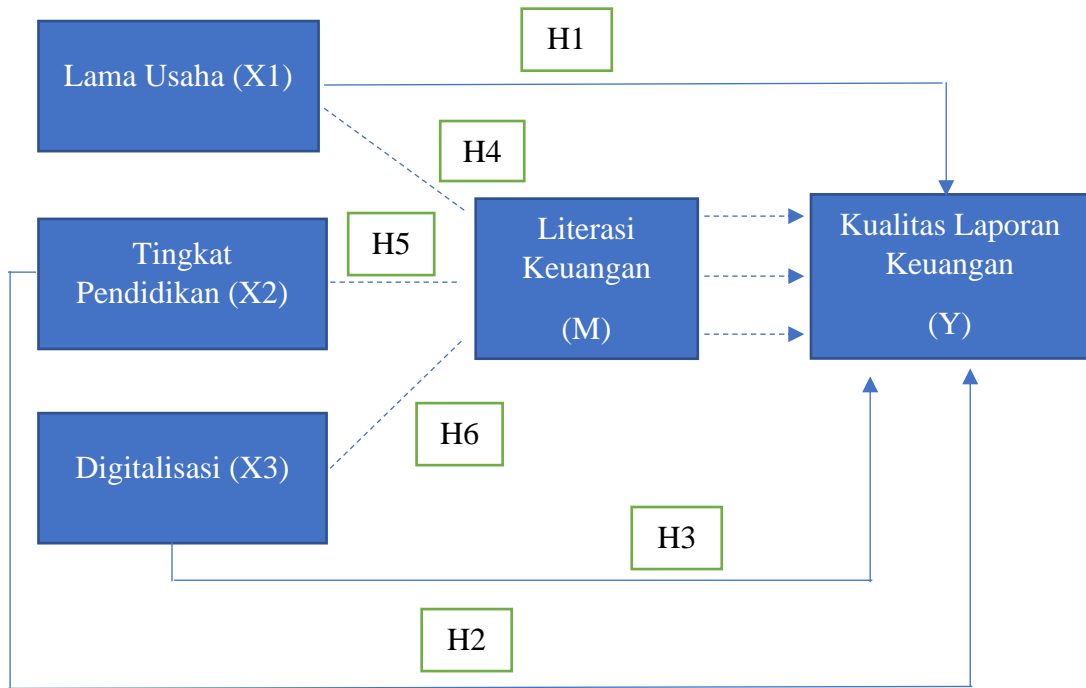 H1
Lama Usaha (X1)
H4
Tingkat
Pendidikan (X2)
H5
Literasi
Keuangan
(M)
Kualitas Laporan
Keuangan
(Y)
Digitalisasi (X3)
H6
H3
H2